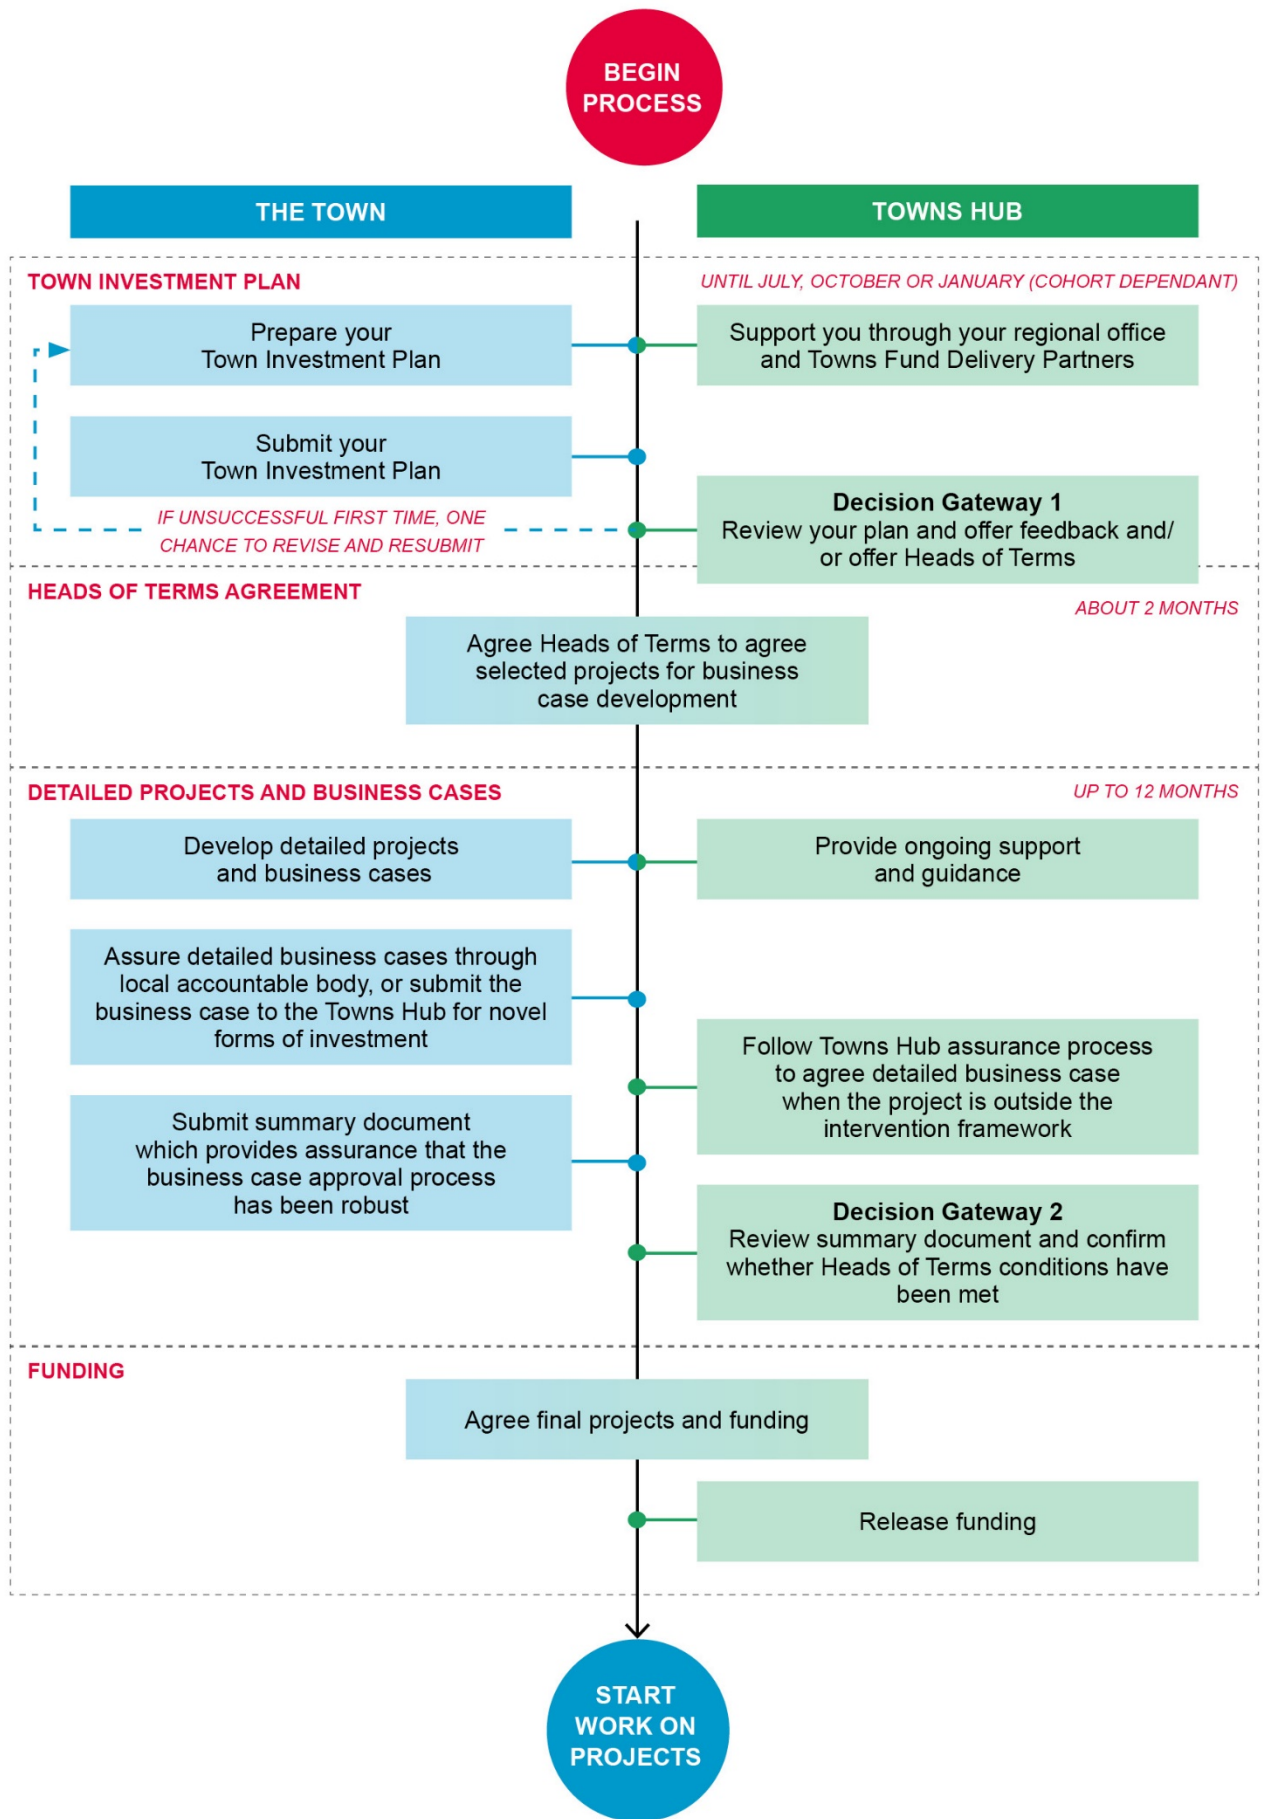 BEGIN
PROCESS
THE TOWN
TOWNS HUB
TOWN INVESTMENT PLAN
UNTIL JULY, OCTOBER OR JANUARY (COHORT DEPENDANT)
Prepare your
Town Investment Plan
Support you through your regional office
and Towns Fund Delivery Partners
Submit your
Town Investment Plan
IF UNSUCCESSFUL FIRST TIME, ONE
CHANCE TO REVISE AND RESUBMIT
Decision Gateway 1
Review your plan and offer feedback and/
or offer Heads of Terms
HEADS OF TERMS AGREEMENT
ABOUT 2 MONTHS
Agree Heads of Terms to agree
selected projects for business
case development
DETAILED PROJECTS AND BUSINESS CASES
UP TO 12 MONTHS
Develop detailed projects
and business cases
Provide ongoing support
and guidance
Assure detailed business cases through
local accountable body, or submit the
business case to the Towns Hub for novel
forms of investment
Follow Towns Hub assurance process
to agree detailed business case
when the project is outside the
intervention framework
Submit summary document
which provides assurance that the
business case approval process
has been robust
Decision Gateway 2
Review summary document and confirm
whether Heads of Terms conditions have
been met
FUNDING
Agree final projects and funding
Release funding
START
WORK ON
PROJECTS